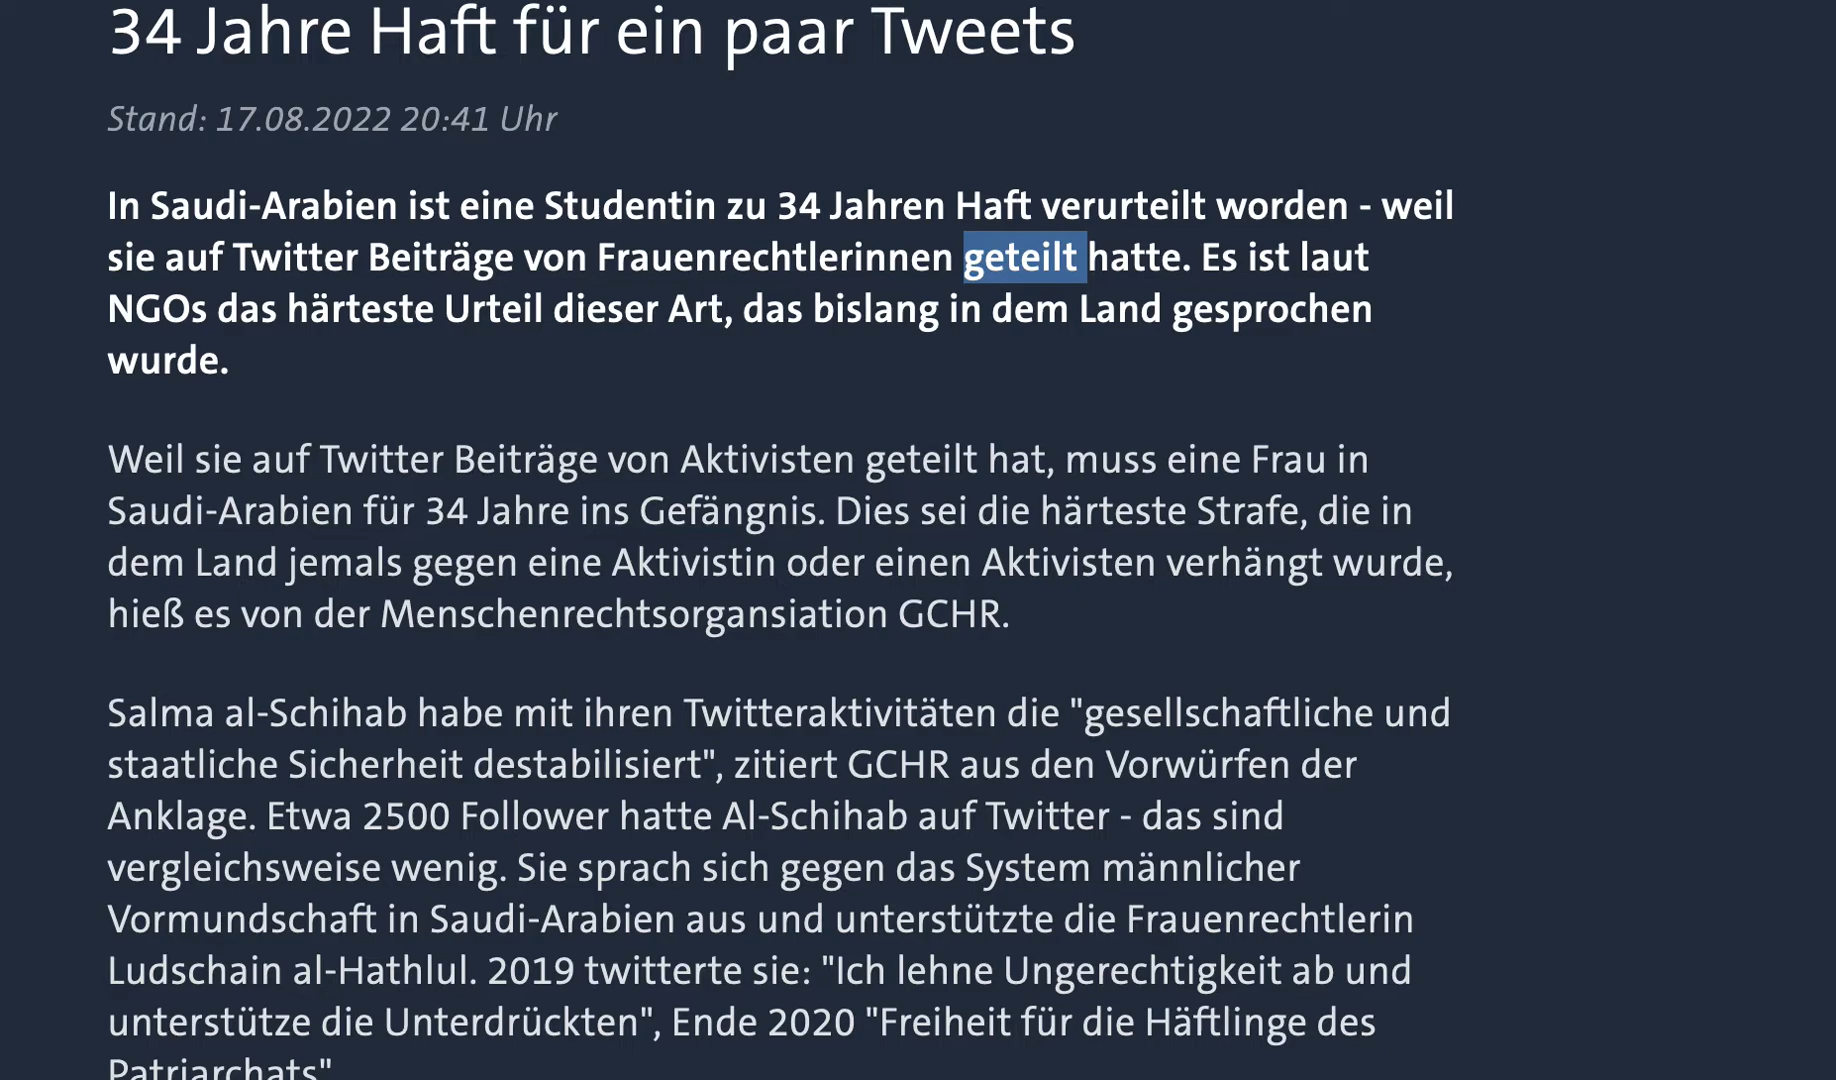 34 Jahre Haft für ein paar Tweets
Stand: 17.08.2022 20:41 Uhr
In Saudi-Arabien ist eine Studentin zu 34 Jahren Haft verurteilt worden - weil
sie auf Twitter Beiträge von Frauenrechtlerinnen geteilt hatte. Es ist laut
NGOs das härteste Urteil dieser Art, das bislang in dem Land gesprochen
wurde.
Weil sie auf Twitter Beiträge von Aktivisten geteilt hat, muss eine Frau in
Saudi-Arabien für 34 Jahre ins Gefängnis. Dies sei die härteste Strafe, die in
dem Land jemals gegen eine Aktivistin oder einen Aktivisten verhängt wurde,
hieß es von der Menschenrechtsorgansiation GCHR.
Salma al-Schihab habe mit ihren Twitteraktivitäten die "gesellschaftliche und
staatliche Sicherheit destabilisiert", zitiert GCHR aus den Vorwürfen der
Anklage. Etwa 2500 Follower hatte Al-Schihab auf Twitter - das sind
vergleichsweise wenig. Sie sprach sich gegen das System männlicher
Vormundschaft in Saudi-Arabien aus und unterstützte die Frauenrechtlerin
Ludschain al-Hathlul. 2019 twitterte sie: "Ich lehne Ungerechtigkeit ab und
unterstütze die Unterdrückten", Ende 2020 "Freiheit für die Häftlinge des
Patriarchats"